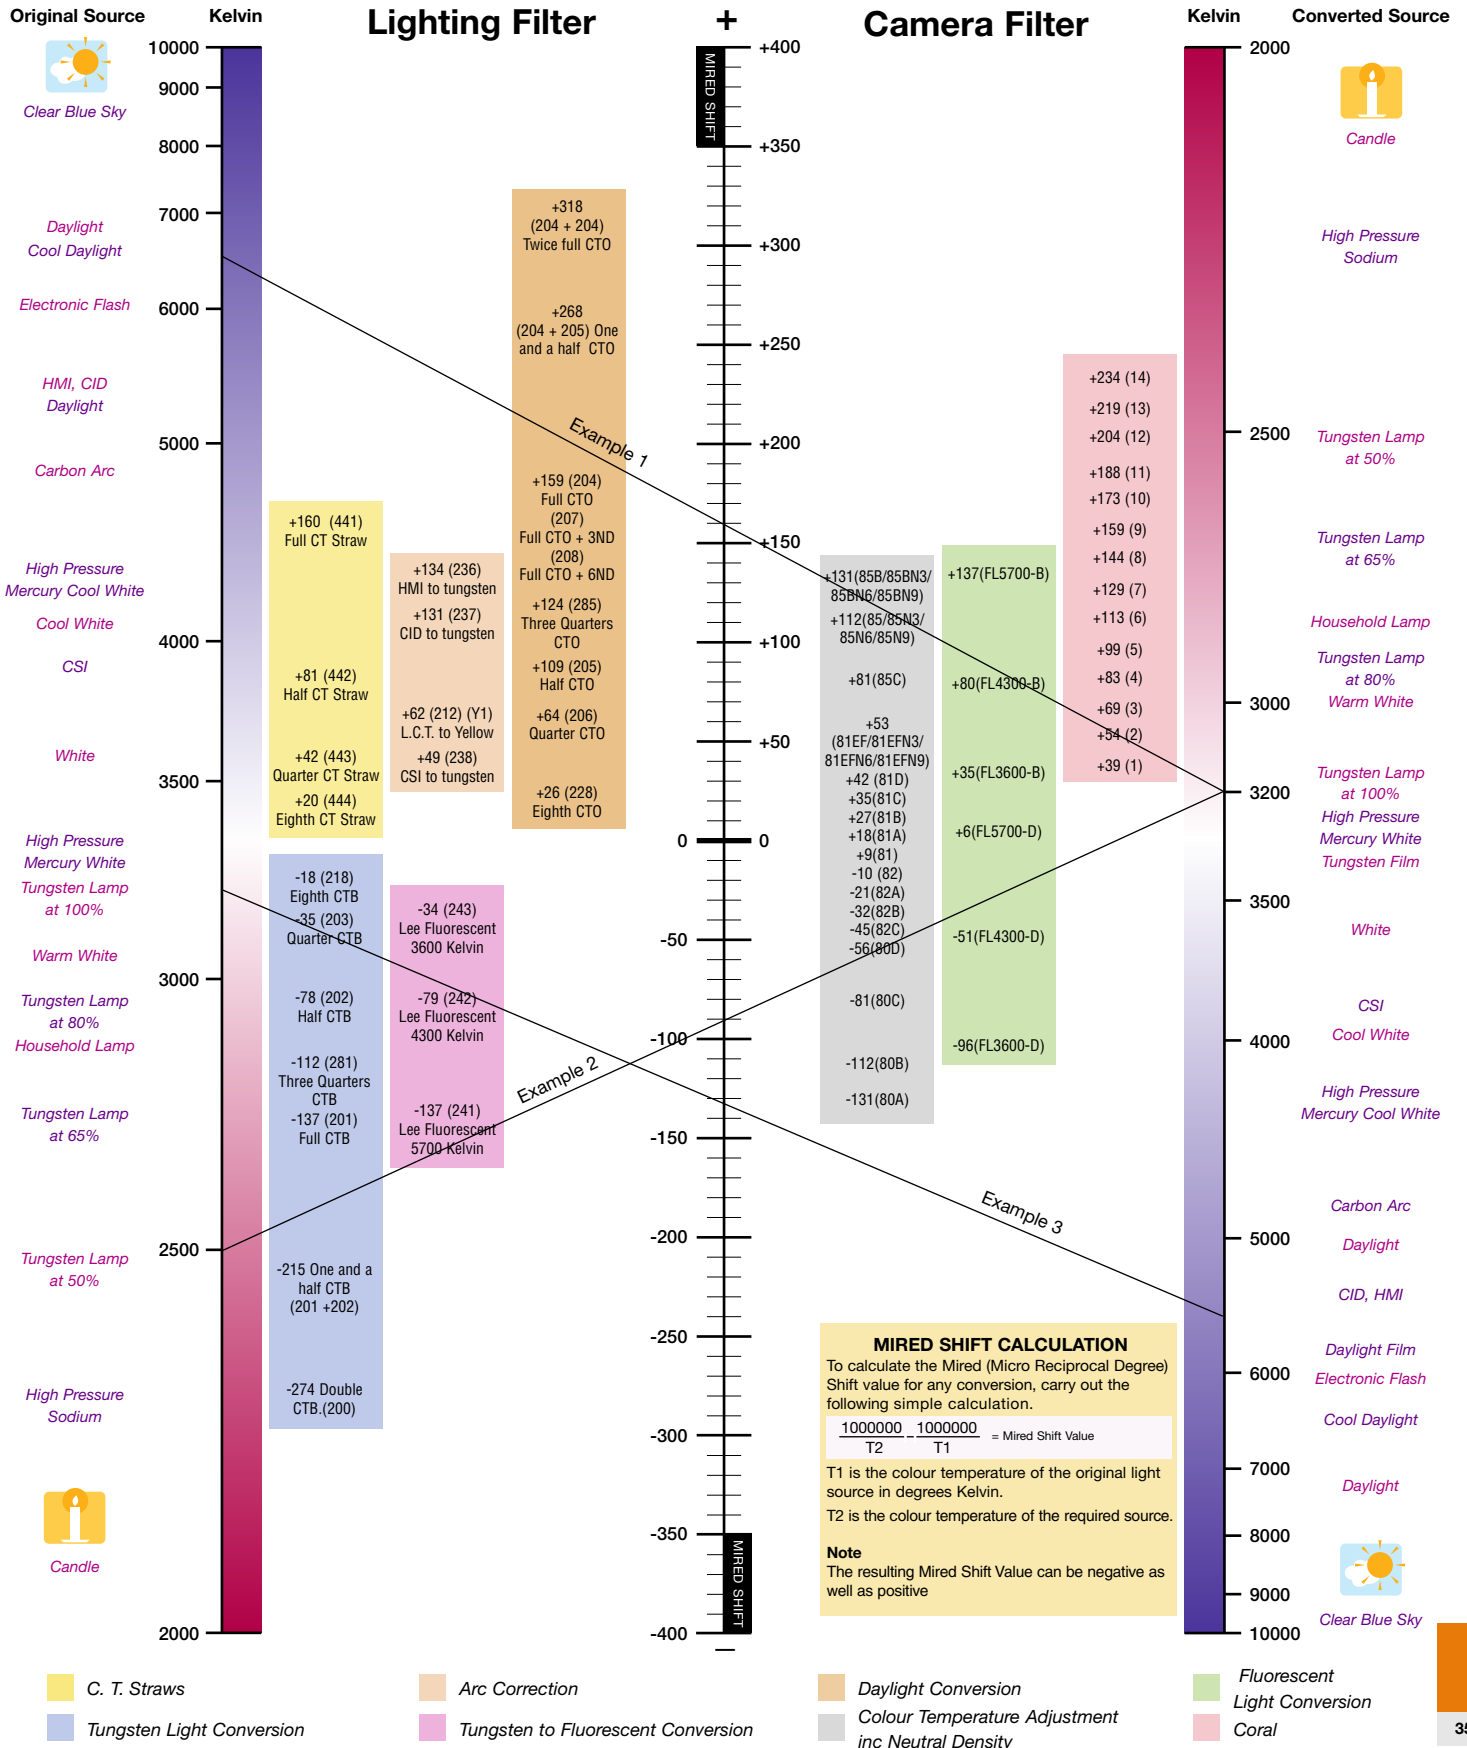 Original Source
Kelvin
Lighting Filter
+
Camera Filter
Kelvin
Converted Source
Clear Blue Sky
Daylight
Cool Daylight
Electronic Flash
HMI, CID
Daylight
Carbon Arc
High Pressure
Mercury Cool White
Cool White
CSI
White
High Pressure
Mercury White
Tungsten Lamp
at 100%
Warm White
Tungsten Lamp
at 80%
Household Lamp
Tungsten Lamp
at 65%
Tungsten Lamp
at 50%
High Pressure
Sodium
Candle
10000
9000
8000
7000
6000
5000
4000
3500
3000
2500
2000
+160 (441)
Full CT Straw
+81 (442)
Half CT Straw
+42 (443)
Quarter CT Straw
+20 (444)
Eighth CT Straw
-18 (218)
Eighth CTB
-35 (203)
Quarter CTB
-78 (202)
Half CTB
-112 (281)
Three Quarters
CTB
-137 (201)
Full CTB
-215 One and a
half CTB
(201 +202)
-274 Double
CTB.(200)
+134 (236)
HMI to tungsten
+131 (237)
CID to tungsten
+62 (212) (Y1)
L.C.T. to Yellow
+49 (238)
CSI to tungsten
-34 (243)
Lee Fluorescent
3600 Kelvin
-79 (242)
Lee Fluorescent
4300 Kelvin
-137 (241)
Lee Fluorescent
5700 Kelvin
+318
(204 + 204)
Twice full CTO
+268
(204 + 205) One
and a half CTO
+159 (204)
Full CTO
(207)
Full CTO + 3ND
(208)
Full CTO + 6ND
+124 (285)
Three Quarters
CTO
+109 (205)
Half CTO
+64 (206)
Quarter CTO
+26 (228)
Eighth CTO
Example 1
Example 2
Example 3
MIRED SHIFT
+400
+350
+300
+250
+200
+150
+100
+50
0 0
-50
-100
-150
-200
-250
-300
-350
-400
MIRED SHIFT
—
+131(85B/85BN3/
85BN6/85BN9)
+112(85/85N3/
85N6/85N9)
+81(85C)
+53
(81EF/81EFN3/
81EFN6/81EFN9)
+42 (81D)
+35(81C)
+27(81B)
+18(81A)
+9(81)
-10 (82)
-21(82A)
-32(82B)
-45(82C)
-56(80D)
-81(80C)
-112(80B)
-131(80A)
+137(FL5700-B)
+80(FL4300-B)
+35(FL3600-B)
+6(FL5700-D)
-51(FL4300-D)
-96(FL3600-D)
+234 (14)
+219 (13)
+204 (12)
+188 (11)
+173 (10)
+159 (9)
+144 (8)
+129 (7)
+113 (6)
+99 (5)
+83 (4)
+69 (3)
+54 (2)
+39 (1)
2000
2500
3000
3200
3500
4000
5000
6000
7000
8000
9000
10000
Candle
High Pressure
Sodium
Tungsten Lamp
at 50%
Tungsten Lamp
at 65%
Household Lamp
Tungsten Lamp
at 80%
Warm White
Tungsten Lamp
at 100%
High Pressure
Mercury White
Tungsten Film
White
CSI
Cool White
High Pressure
Mercury Cool White
Carbon Arc
Daylight
CID, HMI
Daylight Film
Electronic Flash
Cool Daylight
Daylight
Clear Blue Sky
MIRED SHIFT CALCULATION
To calculate the Mired (Micro Reciprocal Degree)
Shift value for any conversion, carry out the
following simple calculation.
1000000 - 1000000 = Mired Shift Value
T2 T1
T1 is the colour temperature of the original light
source in degrees Kelvin.
T2 is the colour temperature of the required source.
Note
The resulting Mired Shift Value can be negative as
well as positive
C. T. Straws
Tungsten Light Conversion
Arc Correction
Tungsten to Fluorescent Conversion
Daylight Conversion
Colour Temperature Adjustment
inc Neutral Density
Fluorescent
Light Conversion
Coral
35